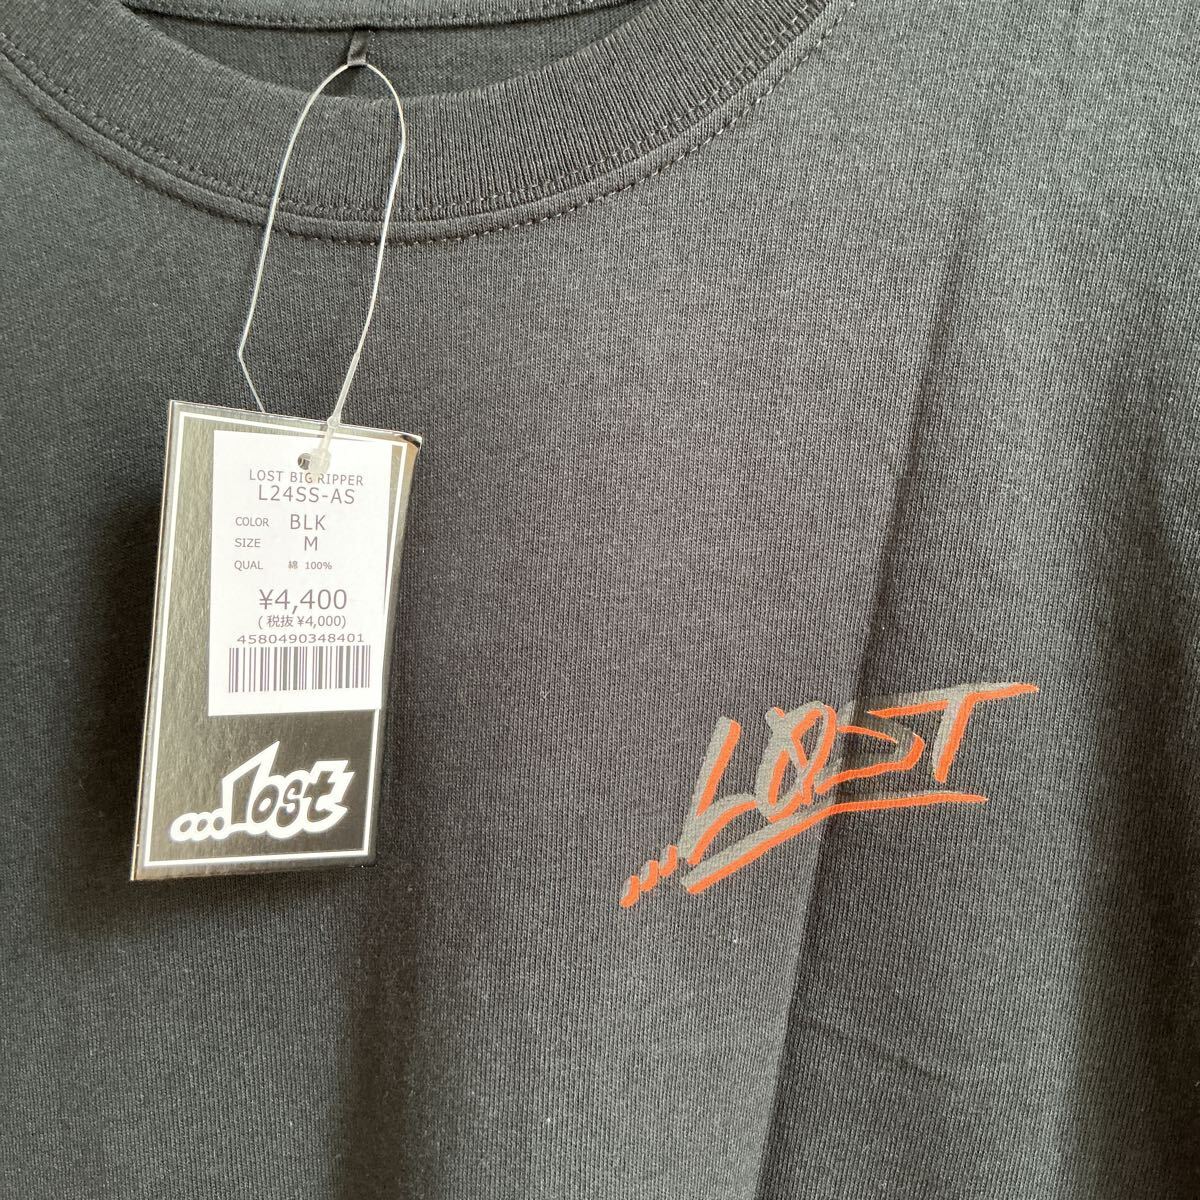 LOST BIG RIPPER
L24SS-AS
COLOR BLK
SIZE M
QUAL 綿 100%
¥4,400
(税抜 ¥4,000)
4580490348401
...Lost
...LOST